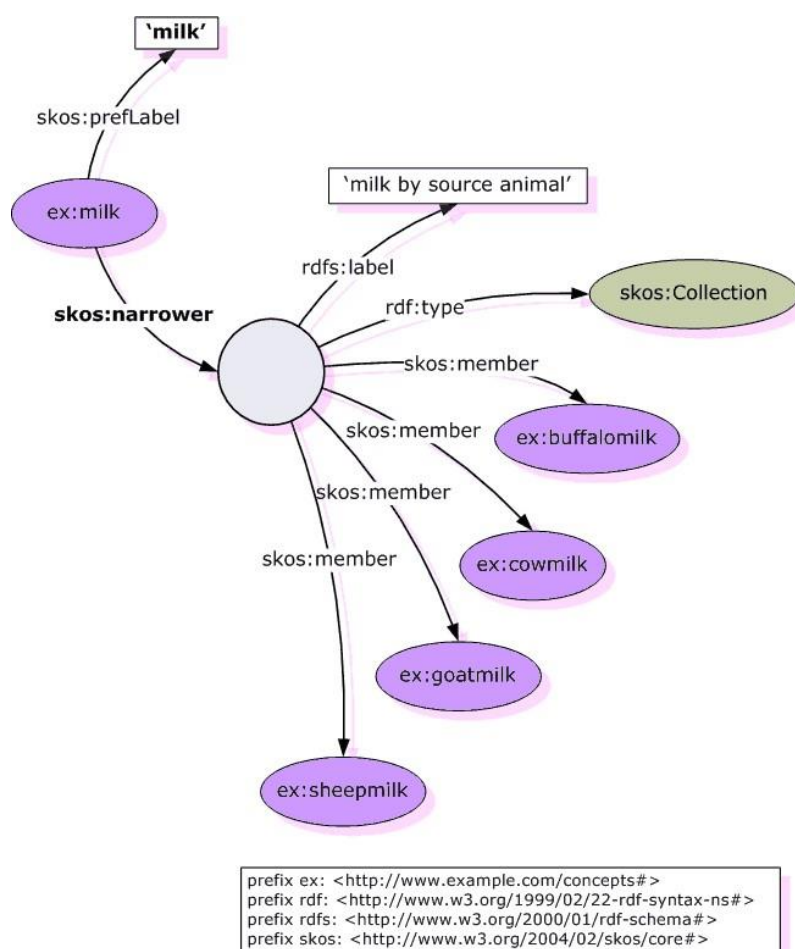 ‘milk’
skos:prefLabel
ex:milk
‘milk by source animal’
rdfs:label
skos:Collection
rdf:type
skos:narrower
skos:member
ex:buffalomilk
skos:member
skos:member
skos:member
ex:cowmilk
ex:goatmilk
ex:sheepmilk
prefix ex: <http://www.example.com/concepts#>
prefix rdf: <http://www.w3.org/1999/02/22-rdf-syntax-ns#>
prefix rdfs: <http://www.w3.org/2000/01/rdf-schema#>
prefix skos: <http://www.w3.org/2004/02/skos/core#>